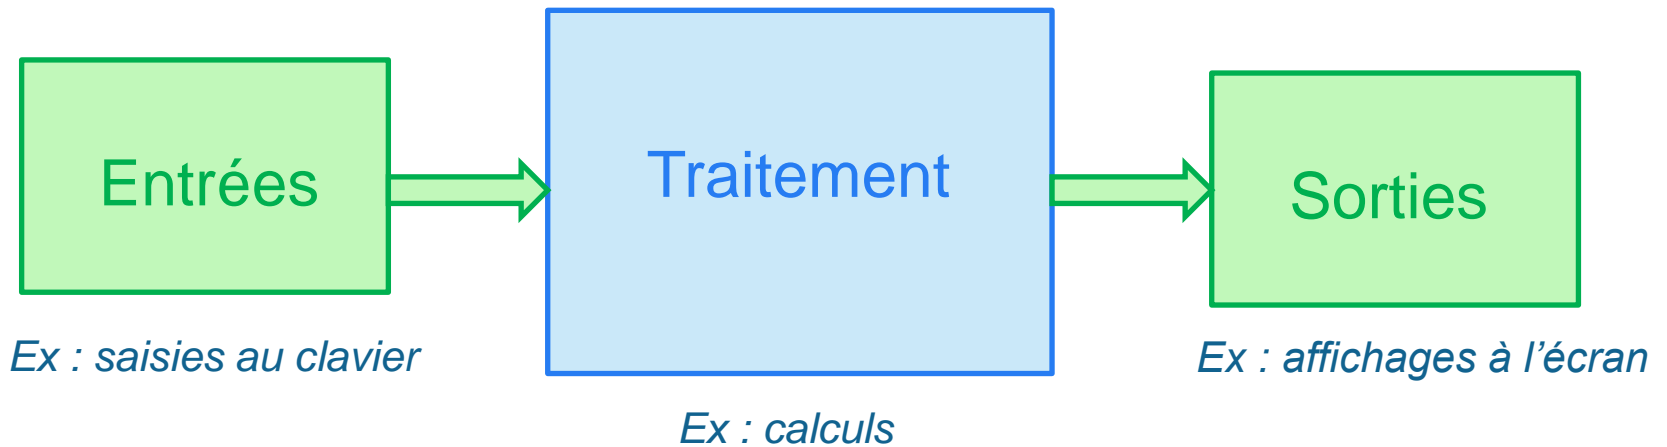 Entrées
Traitement
Sorties
Ex : saisies au clavier
Ex : calculs
Ex : affichages à l’écran